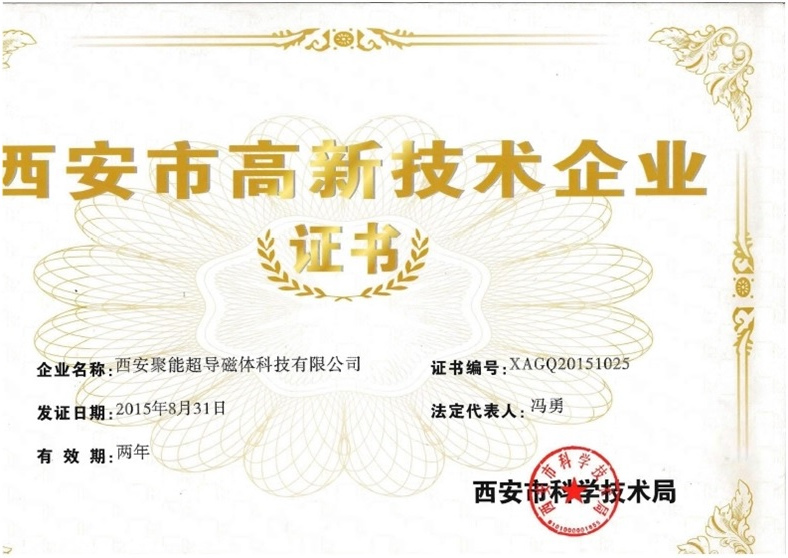 西安市高新技术企业
证书
企业名称：西安聚能超导磁体科技有限公司
证书编号：XAGQ20151025
发证日期：2015年8月31日
法定代表人：冯勇
有效期：两年
西安市科学技术局
西安市科学技术局